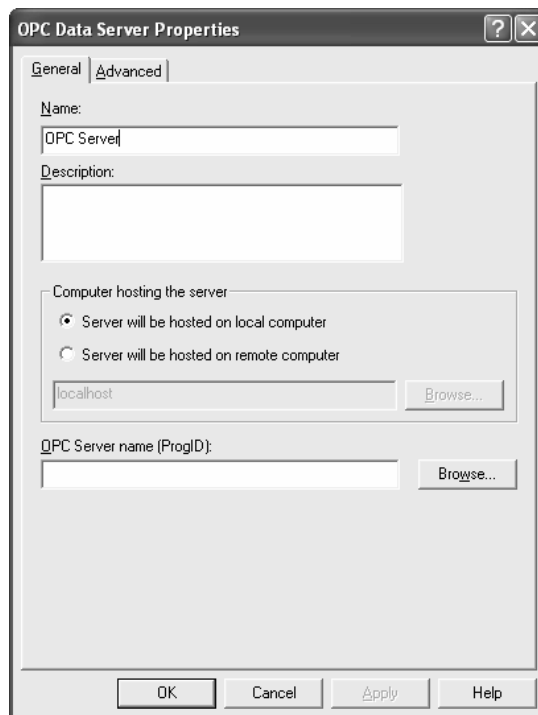 OPC Data Server Properties
General Advanced
Name:
OPC Server
Description:
Computer hosting the server
Server will be hosted on local computer
Server will be hosted on remote computer
localhost Browse...
OPC Server name (ProgID):
Browse...
OK Cancel Apply Help